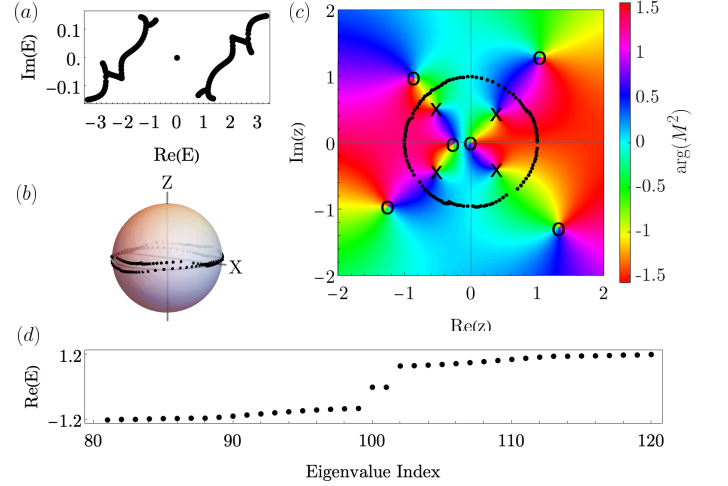 (a)
0.1
-0.1
Im(E)
-3
-2
-1
0
1
2
3
Re(E)
(b)
Z
X
(c)
2
1
0
-1
-2
Im(z)
-2
-1
0
1
2
Re(z)
O
O
X
X
O
O
X
X
O
O
1.5
1
0.5
0
-0.5
-1
-1.5
arg(M²)
(d)
1.2
-1.2
Re(E)
80
90
100
110
120
Eigenvalue Index